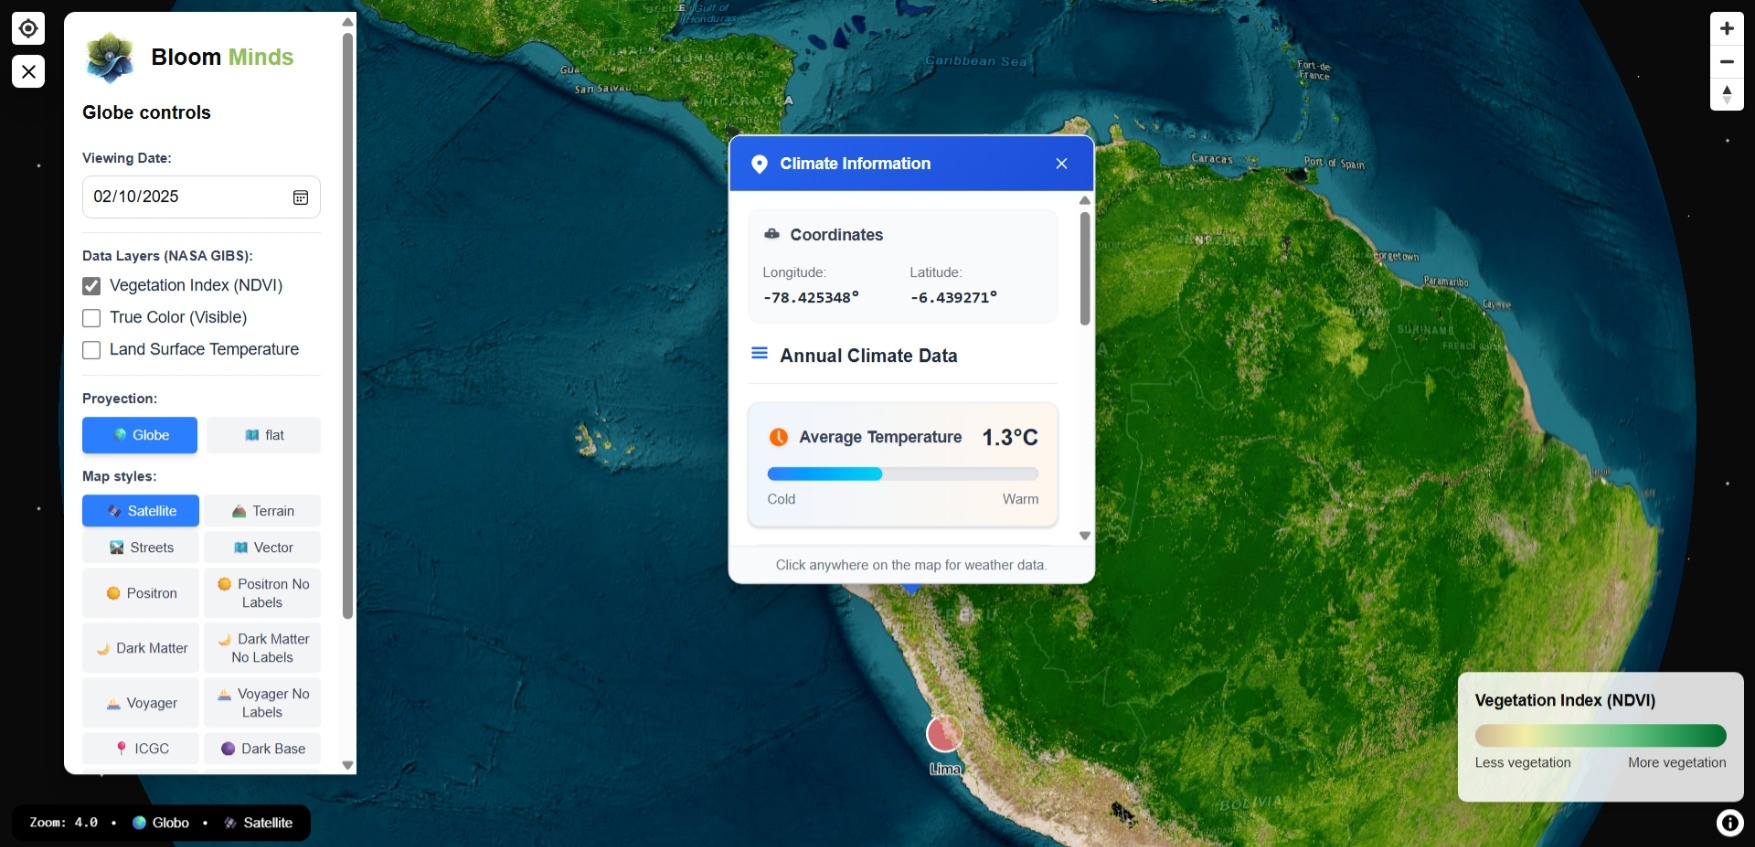 Bloom Minds
Globe controls
Viewing Date:
02/10/2025
Data Layers (NASA GIBS):
Vegetation Index (NDVI)
True Color (Visible)
Land Surface Temperature
Proyection:
Globe
flat
Map styles:
Satellite
Terrain
Streets
Vector
Positron
Positron No
Labels
Dark Matter
Dark Matter
No Labels
Voyager
Voyager No
Labels
ICGC
Dark Base
Zoom: 4.0 • Globo • Satellite
Gulf of
Honduras
San Salvador
NICARAGUA
Caribbean Sea
Fort-de-
France
Caracas
Port of Spain
VENEZUELA
Georgetown
Paramaribo
Cayenne
SURINAME
Climate Information
Coordinates
Longitude:
Latitude:
-78.425348°
-6.439271°
Annual Climate Data
Average Temperature
1.3°C
Cold
Warm
Click anywhere on the map for weather data.
PERU
Lima
BOLIVIA
Vegetation Index (NDVI)
Less vegetation
More vegetation